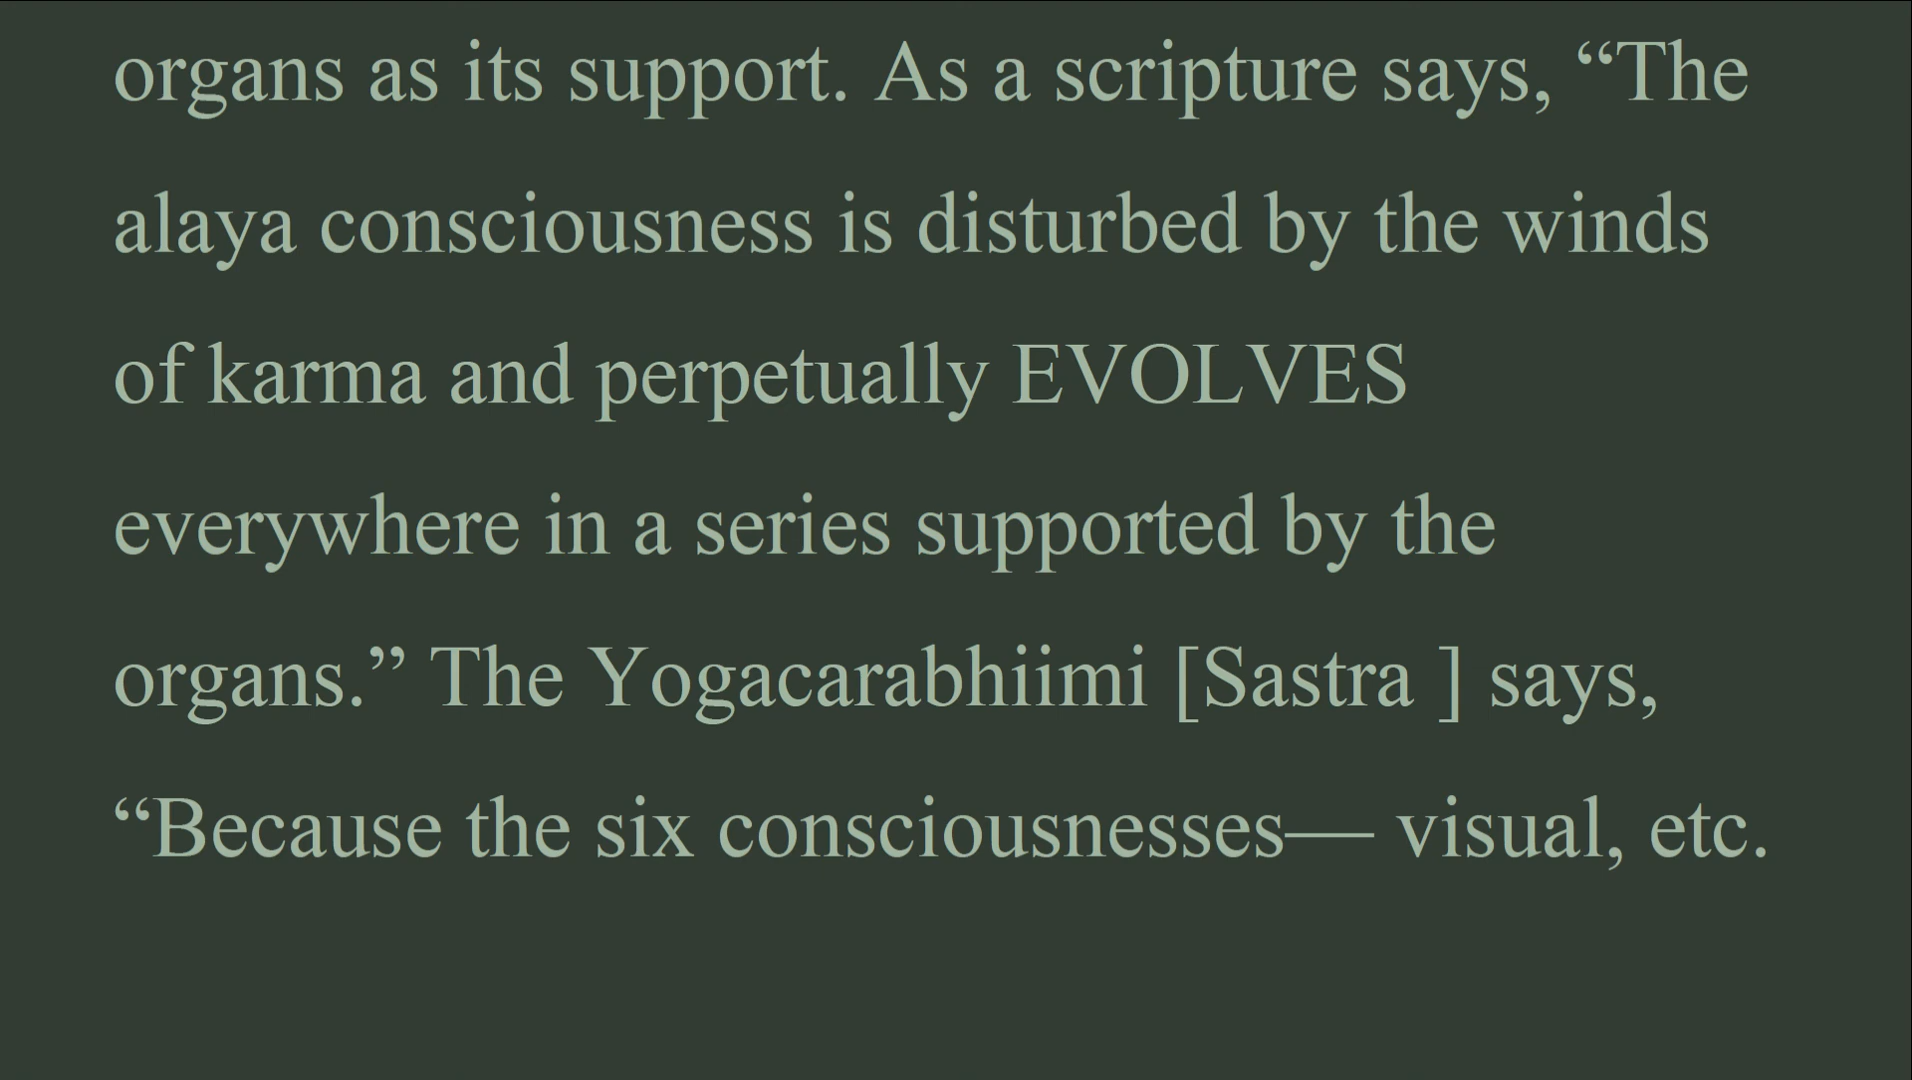 organs as its support. As a scripture says, “The
alaya consciousness is disturbed by the winds
of karma and perpetually EVOLVES
everywhere in a series supported by the
organs.” The Yogacarabhiimi [Sastra ] says,
“Because the six consciousnesses— visual, etc.